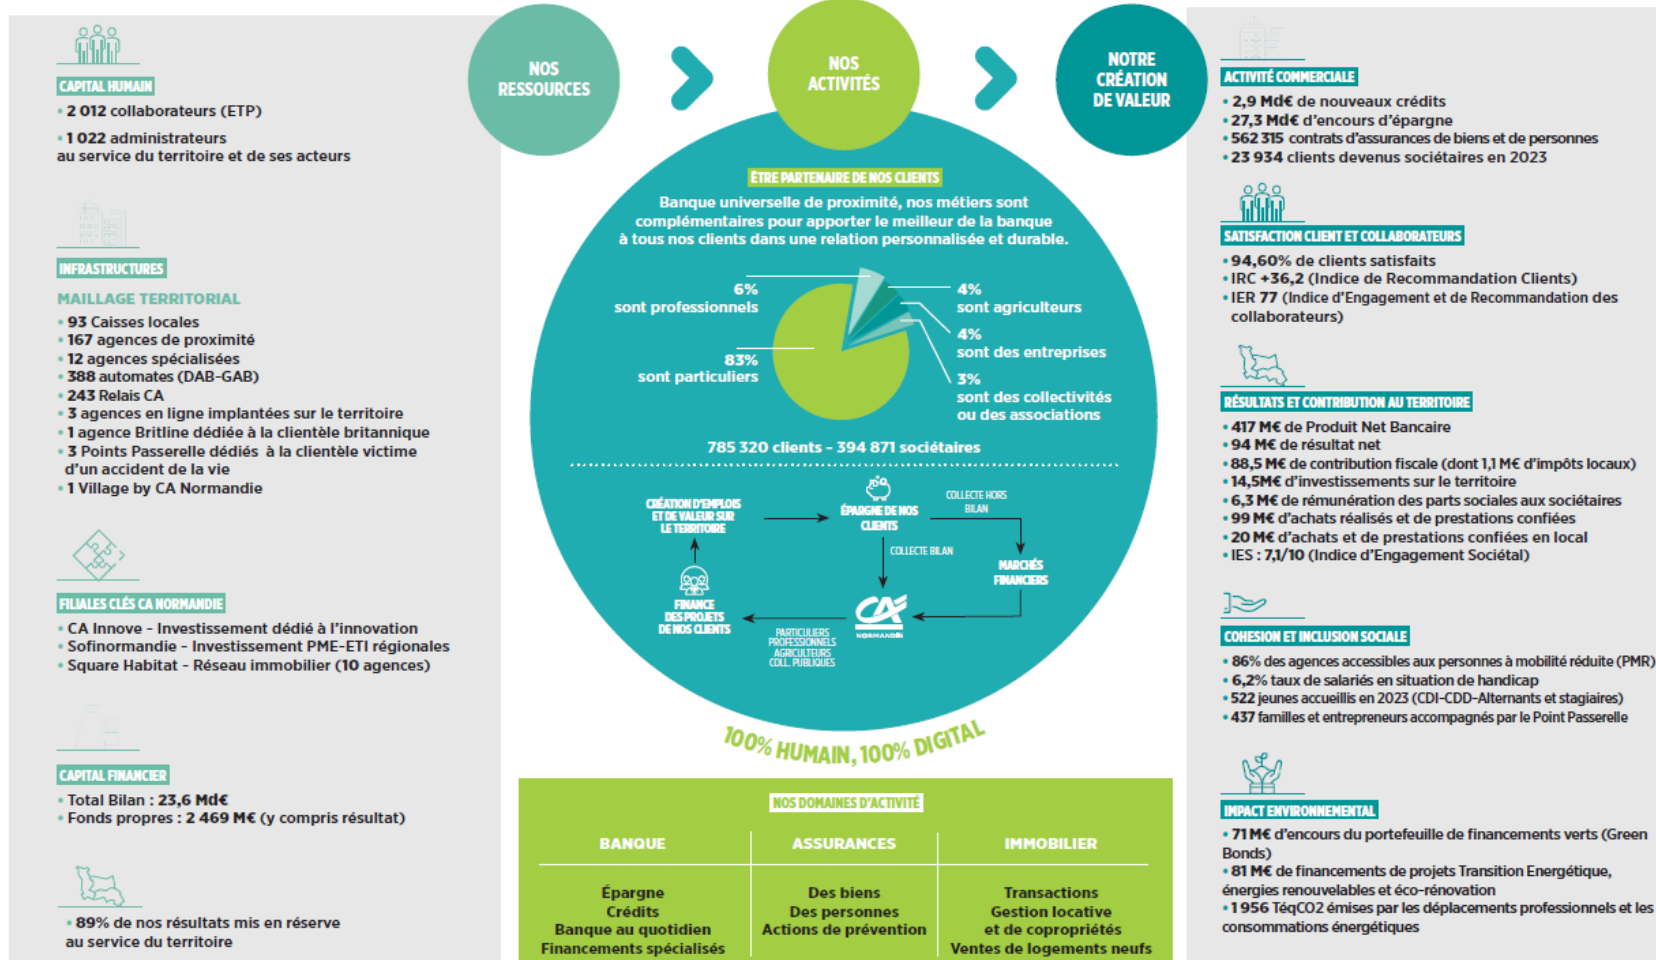 NOS
RESSOURCES
NOS
ACTIVITÉS
NOTRE
CRÉATION
DE VALEUR
CAPITAL HUMAIN
• 2 012 collaborateurs (ETP)
• 1 022 administrateurs
au service du territoire et de ses acteurs
INFRASTRUCTURES
MAILLAGE TERRITORIAL
• 93 Caisses locales
• 167 agences de proximité
• 12 agences spécialisées
• 388 automates (DAB-GAB)
• 243 Relais CA
• 3 agences en ligne implantées sur le territoire
• 1 agence Britline dédiée à la clientèle britannique
• 3 Points Passerelle dédiés à la clientèle victime
d'un accident de la vie
• 1 Village by CA Normandie
FILIALES CLÉS CA NORMANDIE
• CA Innove - Investissement dédié à l'innovation
• Sofinormandie - Investissement PME-ETI régionales
• Square Habitat - Réseau immobilier (10 agences)
CAPITAL FINANCIER
• Total Bilan : 23,6 Md€
• Fonds propres : 2 469 M€ (y compris résultat)
• 89% de nos résultats mis en réserve
au service du territoire
ÊTRE PARTENAIRE DE NOS CLIENTS
Banque universelle de proximité, nos métiers sont
complémentaires pour apporter le meilleur de la banque
à tous nos clients dans une relation personnalisée et durable.
6%
sont professionnels
83%
sont particuliers
4%
sont agriculteurs
4%
sont des entreprises
3%
sont des collectivités
ou des associations
785 320 clients - 394 871 sociétaires
CRÉATION D'EMPLOIS
ET DE VALEUR SUR
LE TERRITOIRE
ÉPARGNE DE NOS
CLIENTS
COLLECTE HORS
BILAN
COLLECTE BILAN
MARCHÉS
FINANCIERS
FINANCE
DES PROJETS
DE NOS CLIENTS
PARTICULIERS
PROFESSIONNELS
AGRICULTEURS
COLL. PUBLIQUES
CA
NORMANDIE
100% HUMAIN, 100% DIGITAL
NOS DOMAINES D'ACTIVITÉ
BANQUE
Épargne
Crédits
Banque au quotidien
Financements spécialisés
ASSURANCES
Des biens
Des personnes
Actions de prévention
IMMOBILIER
Transactions
Gestion locative
et de copropriétés
Ventes de logements neufs
ACTIVITÉ COMMERCIALE
• 2,9 Md€ de nouveaux crédits
• 27,3 Md€ d'encours d'épargne
• 562 315 contrats d'assurances de biens et de personnes
• 23 934 clients devenus sociétaires en 2023
SATISFACTION CLIENT ET COLLABORATEURS
• 94,60% de clients satisfaits
• IRC +36,2 (Indice de Recommandation Clients)
• IER 77 (Indice d'Engagement et de Recommandation des
collaborateurs)
RÉSULTATS ET CONTRIBUTION AU TERRITOIRE
• 417 M€ de Produit Net Bancaire
• 94 M€ de résultat net
• 88,5 M€ de contribution fiscale (dont 1,1 M€ d'impôts locaux)
• 14,5M€ d'investissements sur le territoire
• 6,3 M€ de rémunération des parts sociales aux sociétaires
• 99 M€ d'achats réalisés et de prestations confiées
• 20 M€ d'achats et de prestations confiées en local
• IES : 7,1/10 (Indice d'Engagement Sociétal)
COHESION ET INCLUSION SOCIALE
• 86% des agences accessibles aux personnes à mobilité réduite (PMR)
• 6,2% taux de salariés en situation de handicap
• 522 jeunes accueillis en 2023 (CDI-CDD-Alternants et stagiaires)
• 437 familles et entrepreneurs accompagnés par le Point Passerelle
IMPACT ENVIRONNEMENTAL
• 71 M€ d'encours du portefeuille de financements verts (Green
Bonds)
• 81 M€ de financements de projets Transition Energétique,
énergies renouvelables et éco-rénovation
• 1 956 TéqCO2 émises par les déplacements professionnels et les
consommations énergétiques